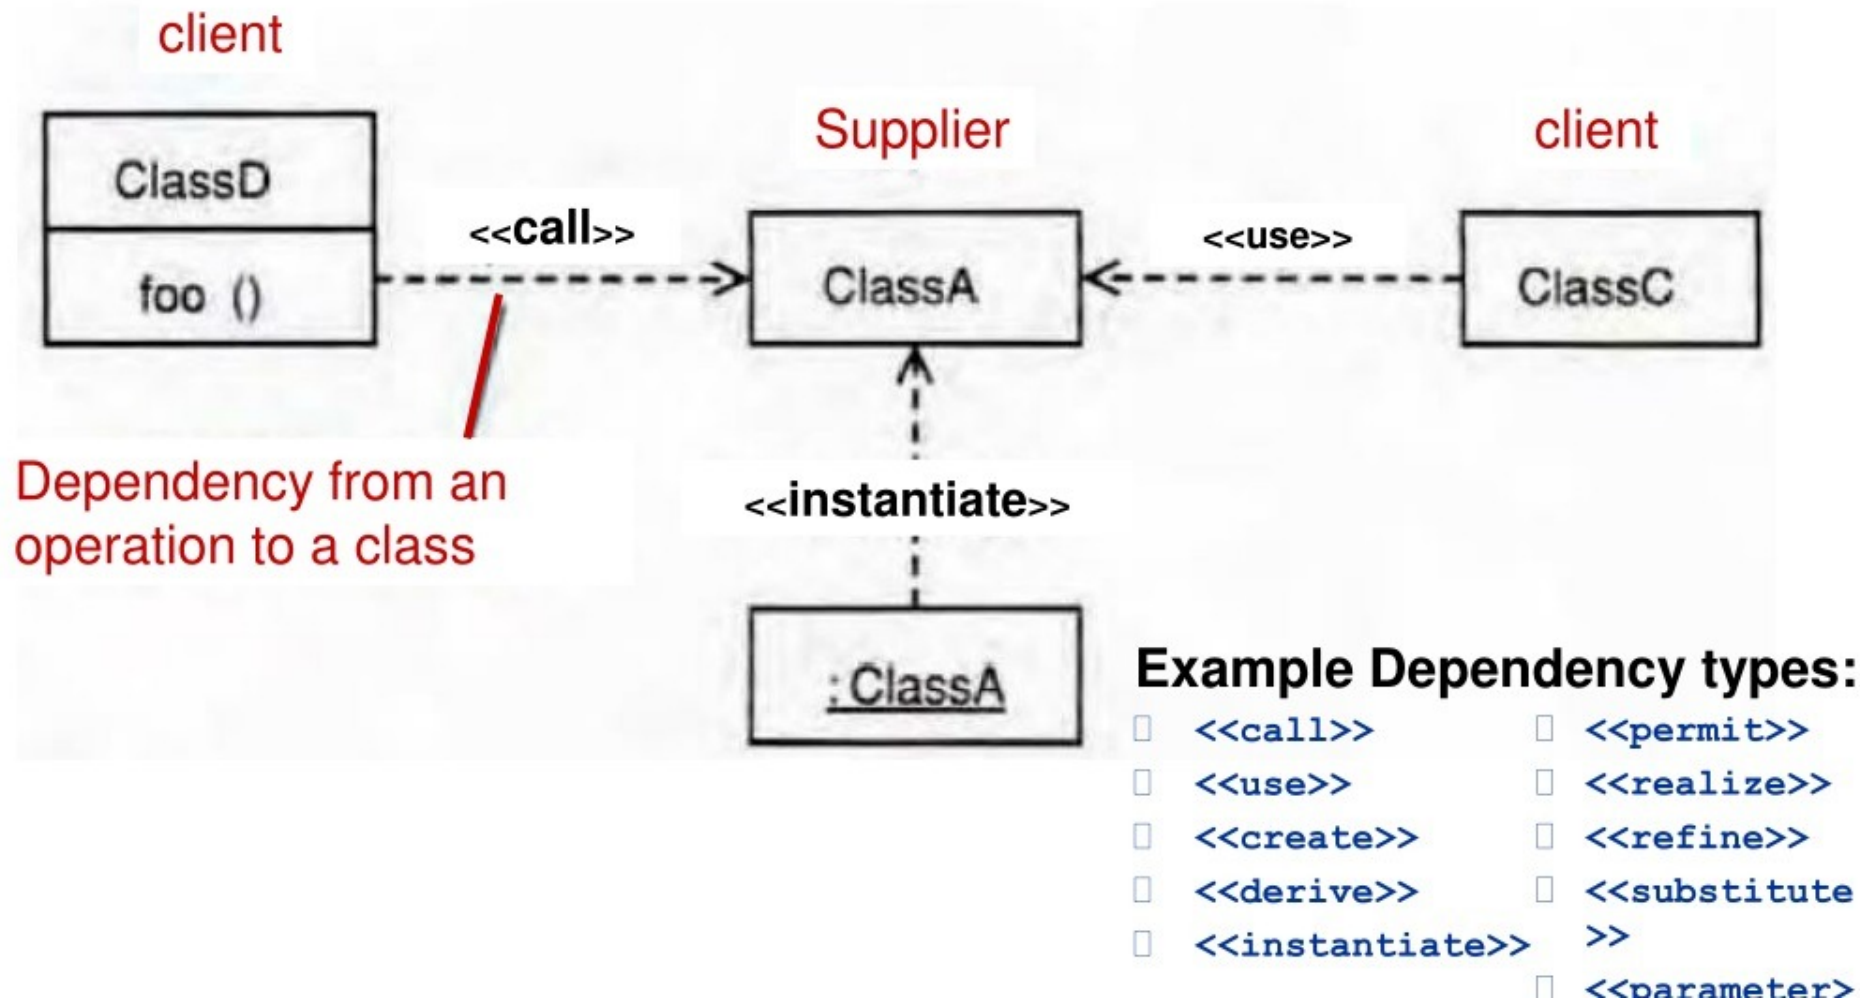 client
Supplier
client
ClassD
foo ()
<<call>>
ClassA
<<use>>
ClassC
Dependency from an
operation to a class
<<instantiate>>
: ClassA
Example Dependency types:
<<call>>
<<use>>
<<create>>
<<derive>>
<<instantiate>>
<<permit>>
<<realize>>
<<refine>>
<<substitute
>>
<<parameter>